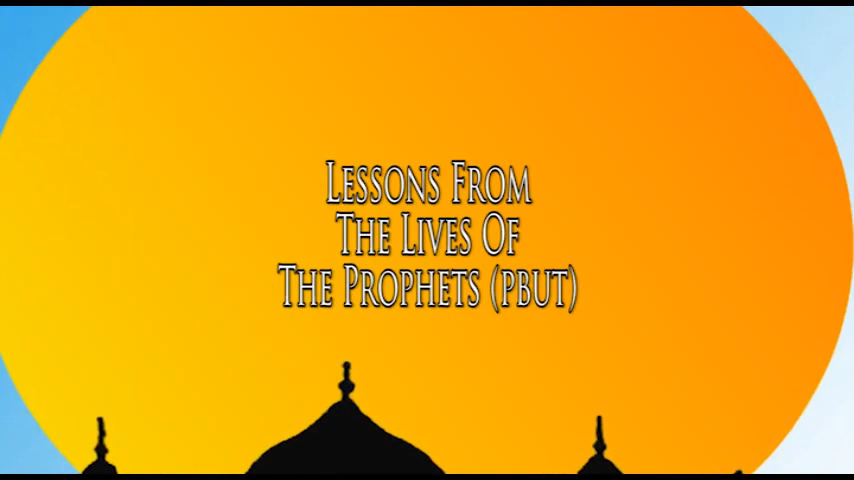 Lessons From
The Lives Of
The Prophets (pbut)